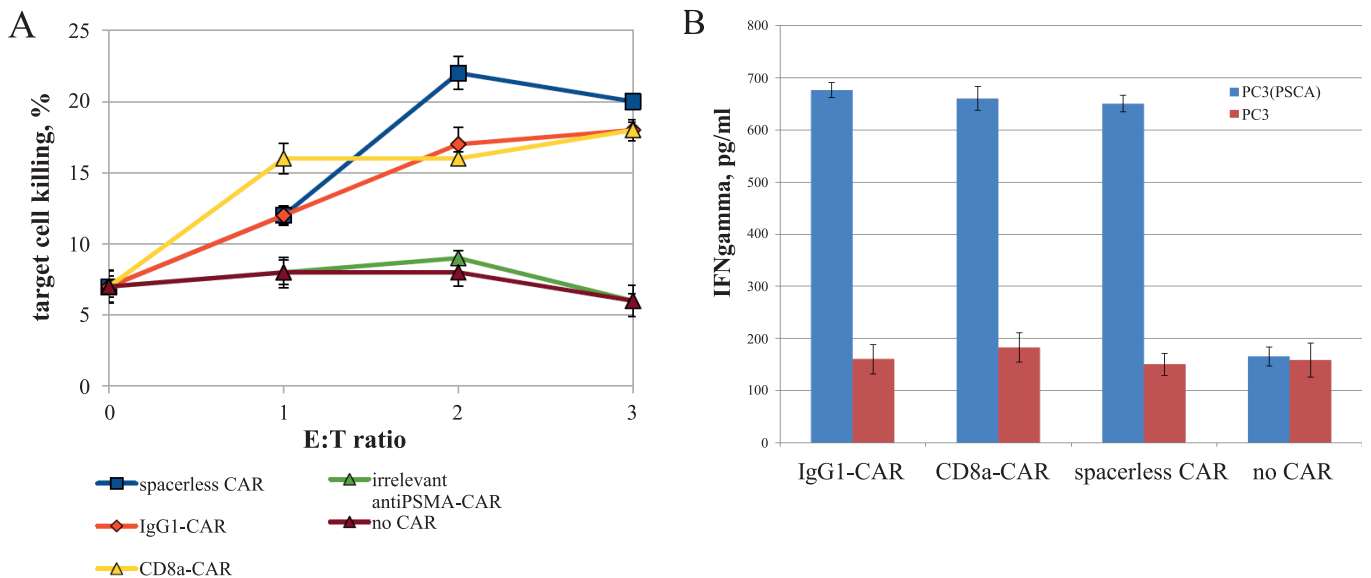 A
target cell killing, %
25
20
15
10
5
0
0 1 2 3
E:T ratio
spacerless CAR
IgG1-CAR
CD8a-CAR
irrelevant
antiPSMA-CAR
no CAR
B
IFNgamma, pg/ml
800
700
600
500
400
300
200
100
0
PC3(PSCA)
PC3
IgG1-CAR CD8a-CAR spacerless CAR no CAR